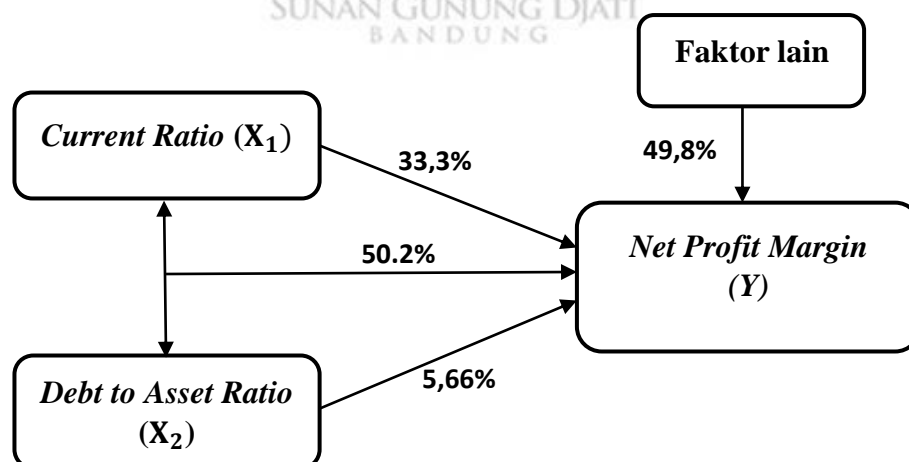 SUNAN GUNUNG DJATI
BANDUNG
Faktor lain
Current Ratio (X₁)
33,3%
49,8%
50.2%
Net Profit Margin
(Y)
Debt to Asset Ratio
(X₂)
5,66%